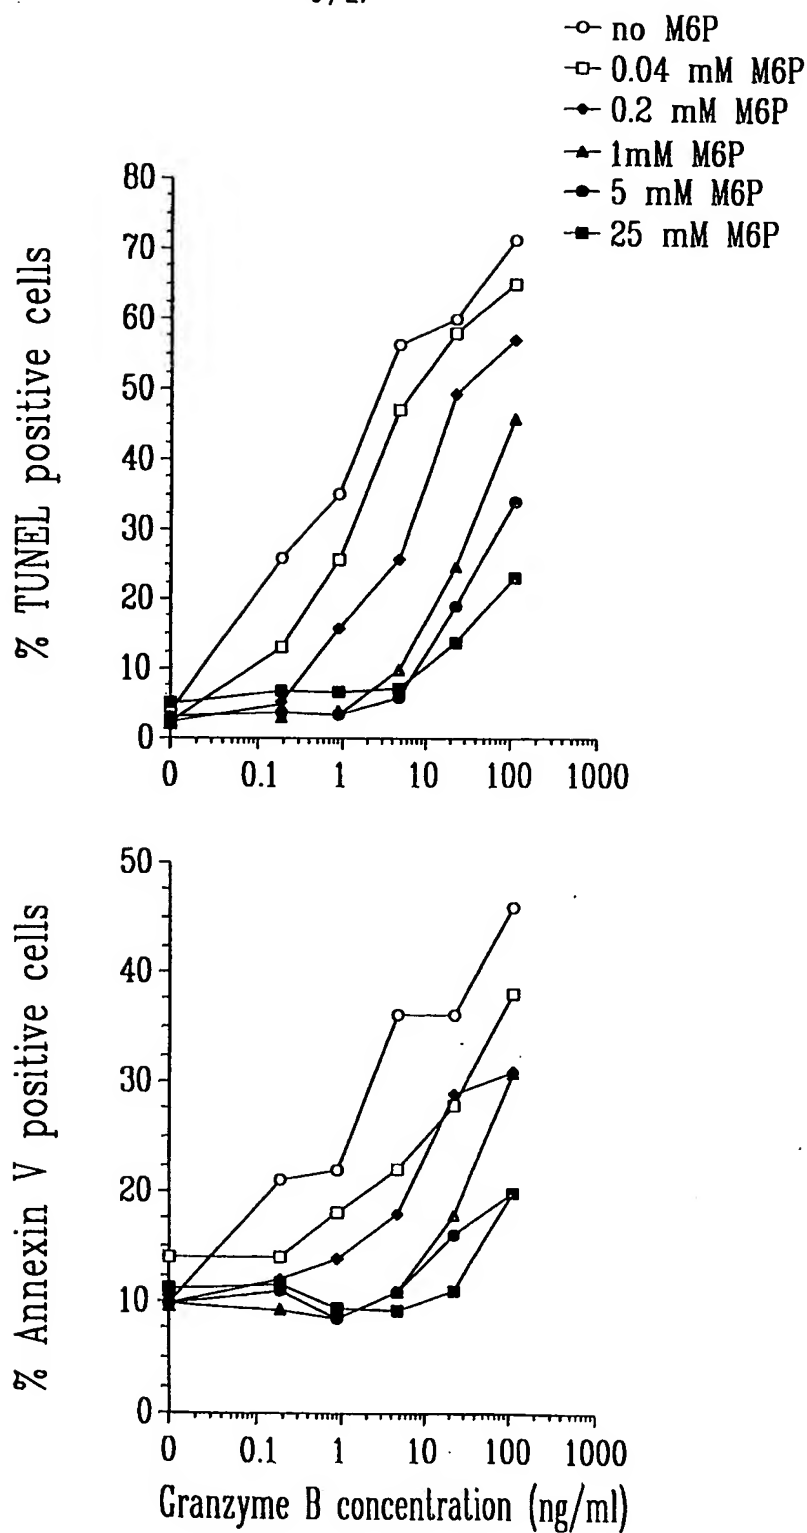 no M6P
0.04 mM M6P
0.2 mM M6P
1mM M6P
5 mM M6P
25 mM M6P
% TUNEL positive cells
80
70
60
50
40
30
20
10
0
0 0.1 1 10 100 1000
% Annexin V positive cells
50
40
30
20
10
0
0 0.1 1 10 100 1000
Granzyme B concentration (ng/ml)